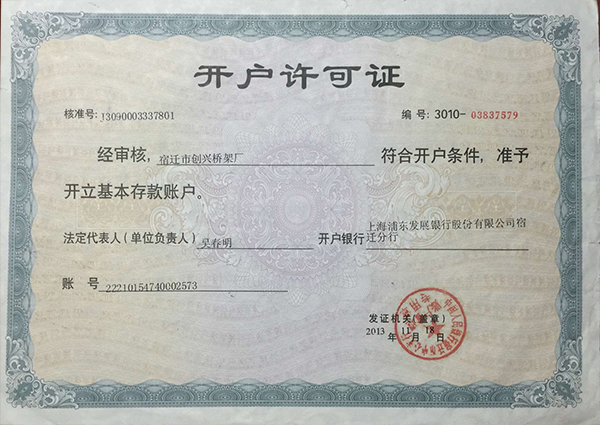 开户许可证
核准号: J3090003337801 编号: 3010-03837579
经审核, 宿迁市创兴桥架厂 符合开户条件, 准予
开立基本存款账户。
法定代表人(单位负责人) 吴春明 开户银行 上海浦东发展银行股份有限公司宿
迁分行
账 号 22210154740002573
发证机关(盖章)
2013 年 11 月 18 日